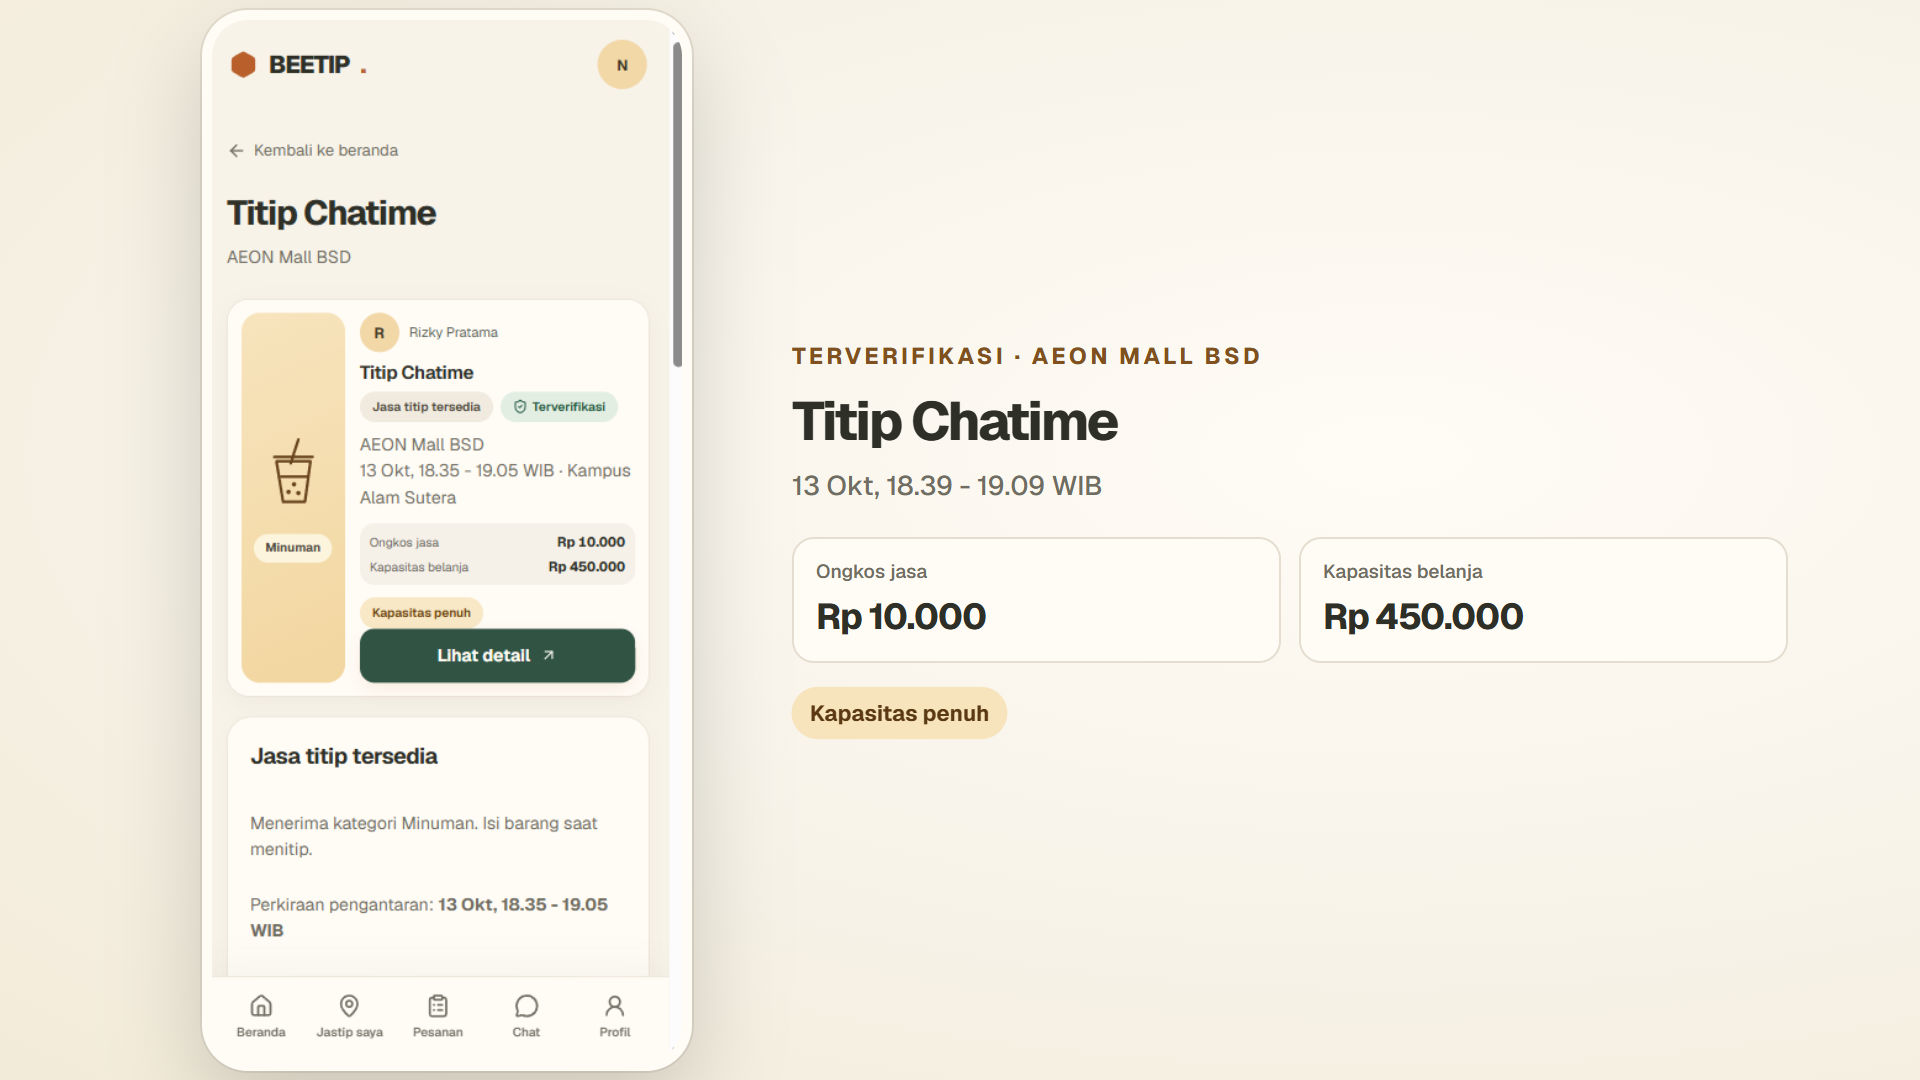 BEETIP .
N
Kembali ke beranda
Titip Chatime
AEON Mall BSD
R
Rizky Pratama
Titip Chatime
Jasa titip tersedia
Terverifikasi
AEON Mall BSD
13 Okt, 18.35 - 19.05 WIB · Kampus
Alam Sutera
Minuman
Ongkos jasa Rp 10.000
Kapasitas belanja Rp 450.000
Kapasitas penuh
Lihat detail
Jasa titip tersedia
Menerima kategori Minuman. Isi barang saat
menitip.
Perkiraan pengantaran: 13 Okt, 18.35 - 19.05
WIB
Beranda
Jastip saya
Pesanan
Chat
Profil
TERVERIFIKASI · AEON MALL BSD
Titip Chatime
13 Okt, 18.39 - 19.09 WIB
Ongkos jasa
Rp 10.000
Kapasitas belanja
Rp 450.000
Kapasitas penuh